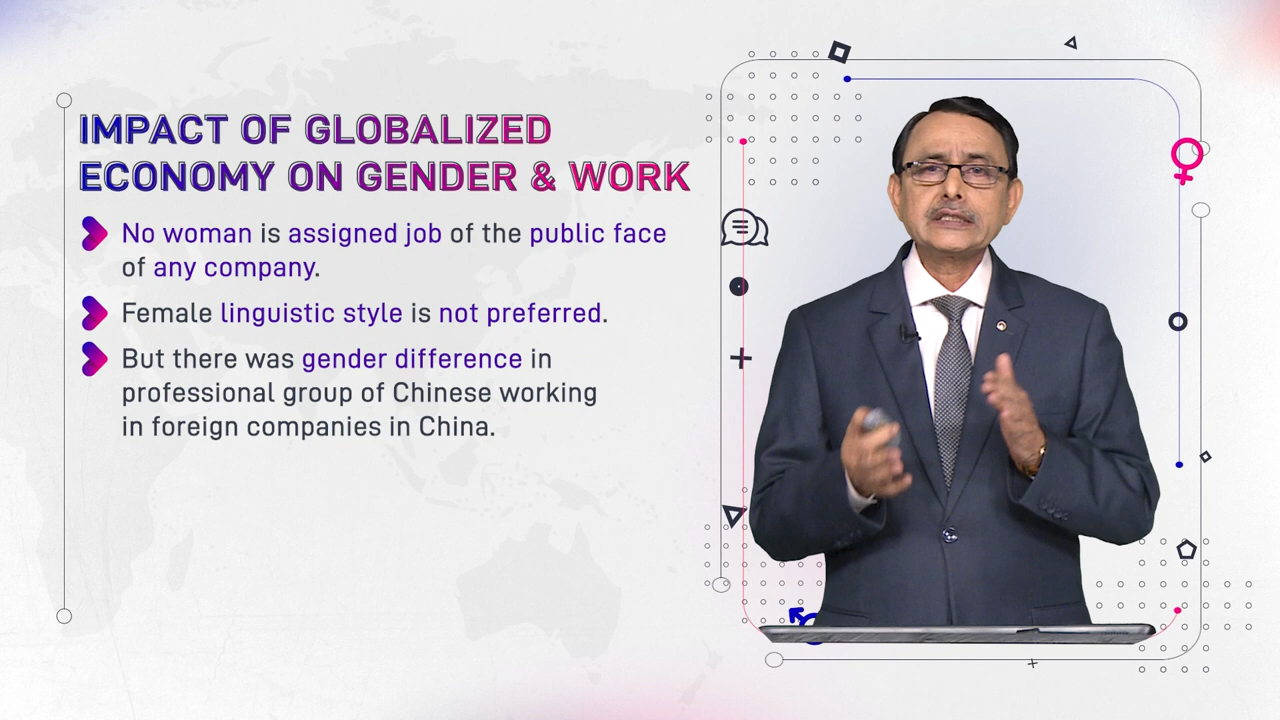 IMPACT OF GLOBALIZED
ECONOMY ON GENDER & WORK
No woman is assigned job of the public face
of any company.
Female linguistic style is not preferred.
But there was gender difference in
professional group of Chinese working
in foreign companies in China.